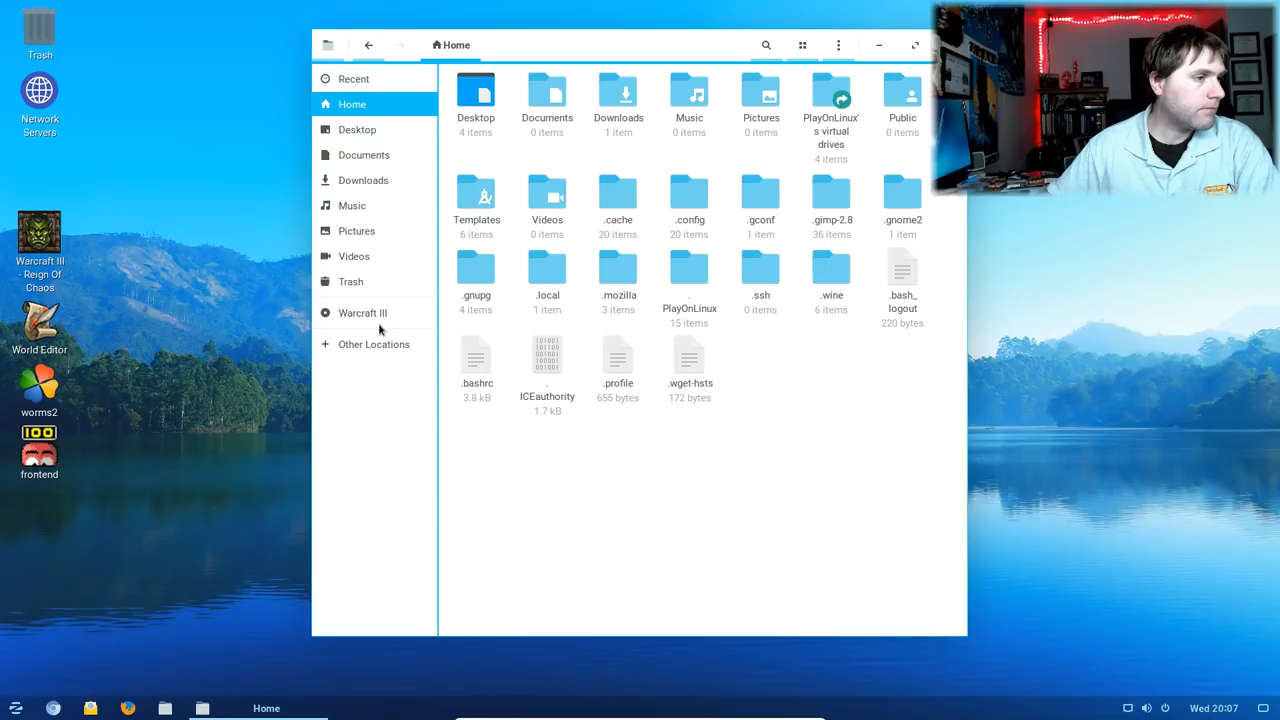 Trash
Network
Servers
Warcraft III
- Reign Of
Chaos
World Editor
worms2
100
frontend
Home
Recent
Home
Desktop
Documents
Downloads
Music
Pictures
Videos
Trash
Warcraft III
Other Locations
Desktop
4 items
Documents
0 items
Downloads
1 item
Music
0 items
Pictures
0 items
PlayOnLinux'
s virtual
drives
4 items
Public
0 items
Templates
6 items
Videos
0 items
.cache
20 items
.config
20 items
.gconf
1 item
.gimp-2.8
36 items
.gnome2
1 item
.gnupg
4 items
.local
1 item
.mozilla
3 items
.
PlayOnLinux
15 items
.ssh
0 items
.wine
6 items
.bash_
logout
220 bytes
.bashrc
3.8 kB
.
ICEauthority
1.7 kB
.profile
655 bytes
.wget-hsts
172 bytes
Home
Wed 20:07